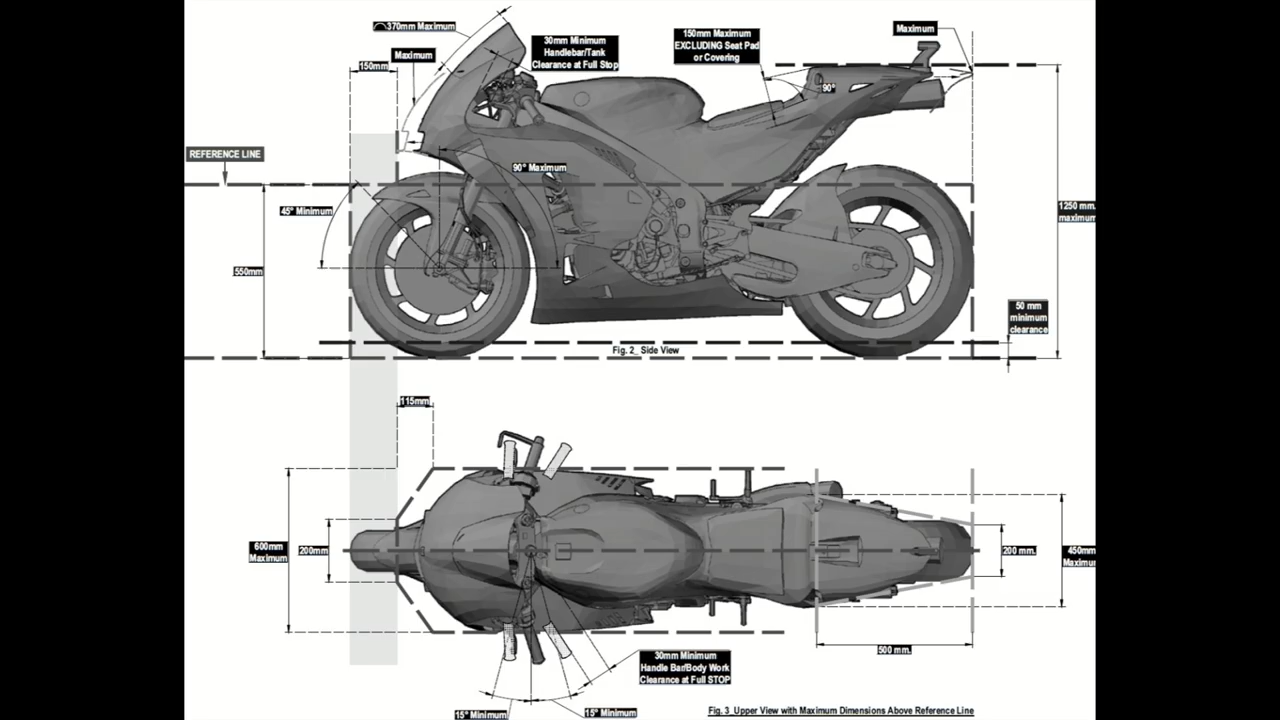 370mm Maximum
Maximum
150mm
30mm Minimum
Handlebar/Tank
Clearance at Full Stop
150mm Maximum
EXCLUDING Seat Pad
or Covering
Maximum
90°
REFERENCE LINE
90° Maximum
45° Minimum
1250 mm.
maximum
550mm
50 mm
minimum
clearance
Fig. 2_ Side View
115mm
600mm
Maximum
200mm
200 mm.
450mm
Maximum
500 mm.
30mm Minimum
Handle Bar/Body Work
Clearance at Full STOP
15° Minimum
15° Minimum
Fig. 3_Upper View with Maximum Dimensions Above Reference Line